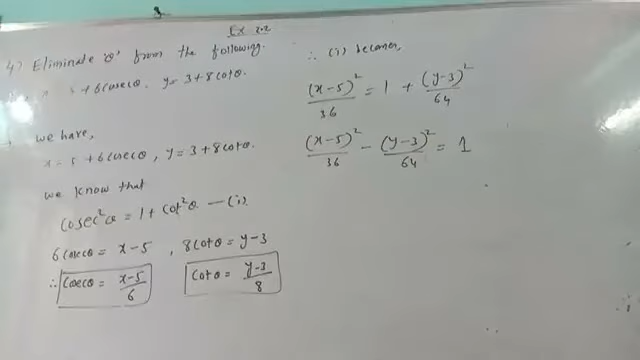 Ex 2.2
4) Eliminate 'θ' from the following.
x = 5 + 6cosecθ, y = 3 + 8cotθ.
we have,
x = 5 + 6cosecθ, y = 3 + 8cotθ.
we know that
cosec²θ = 1 + cot²θ — (i)
6cosecθ = x-5 , 8cotθ = y-3
∴ cosecθ = (x-5)/6 cotθ = (y-3)/8
∴ (i) becomes,
(x-5)²/36 = 1 + (y-3)²/64
(x-5)²/36 - (y-3)²/64 = 1